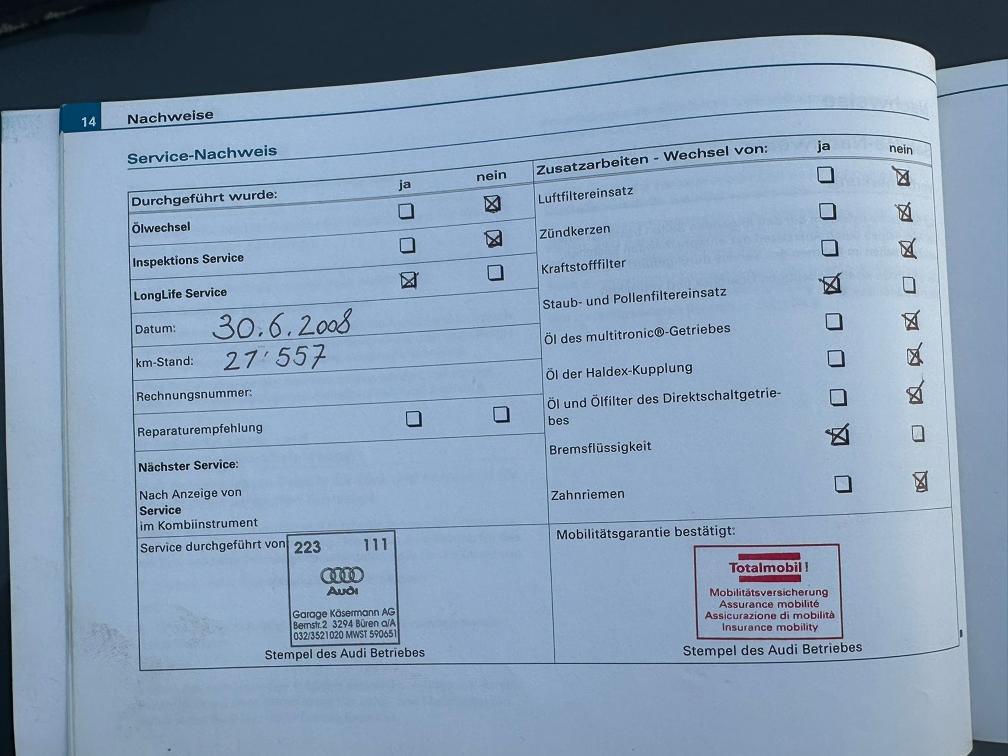 14 Nachweise
Service-Nachweis
Durchgeführt wurde: ja nein
Ölwechsel
Inspektions Service
LongLife Service
Datum: 30.6.2008
km-Stand: 21'557
Rechnungsnummer:
Reparaturempfehlung
Nächster Service:
Nach Anzeige von
Service
im Kombiinstrument
Service durchgeführt von
223 111
Audi
Garage Käsermann AG
Bernstr.2 3294 Büren a/A
032/3521020 MWST 590651
Stempel des Audi Betriebes
Zusatzarbeiten - Wechsel von: ja nein
Luftfiltereinsatz
Zündkerzen
Kraftstofffilter
Staub- und Pollenfiltereinsatz
Öl des multitronic®-Getriebes
Öl der Haldex-Kupplung
Öl und Ölfilter des Direktschaltgetrie-
bes
Bremsflüssigkeit
Zahnriemen
Mobilitätsgarantie bestätigt:
Totalmobil!
Mobilitätsversicherung
Assurance mobilité
Assicurazione di mobilità
Insurance mobility
Stempel des Audi Betriebes